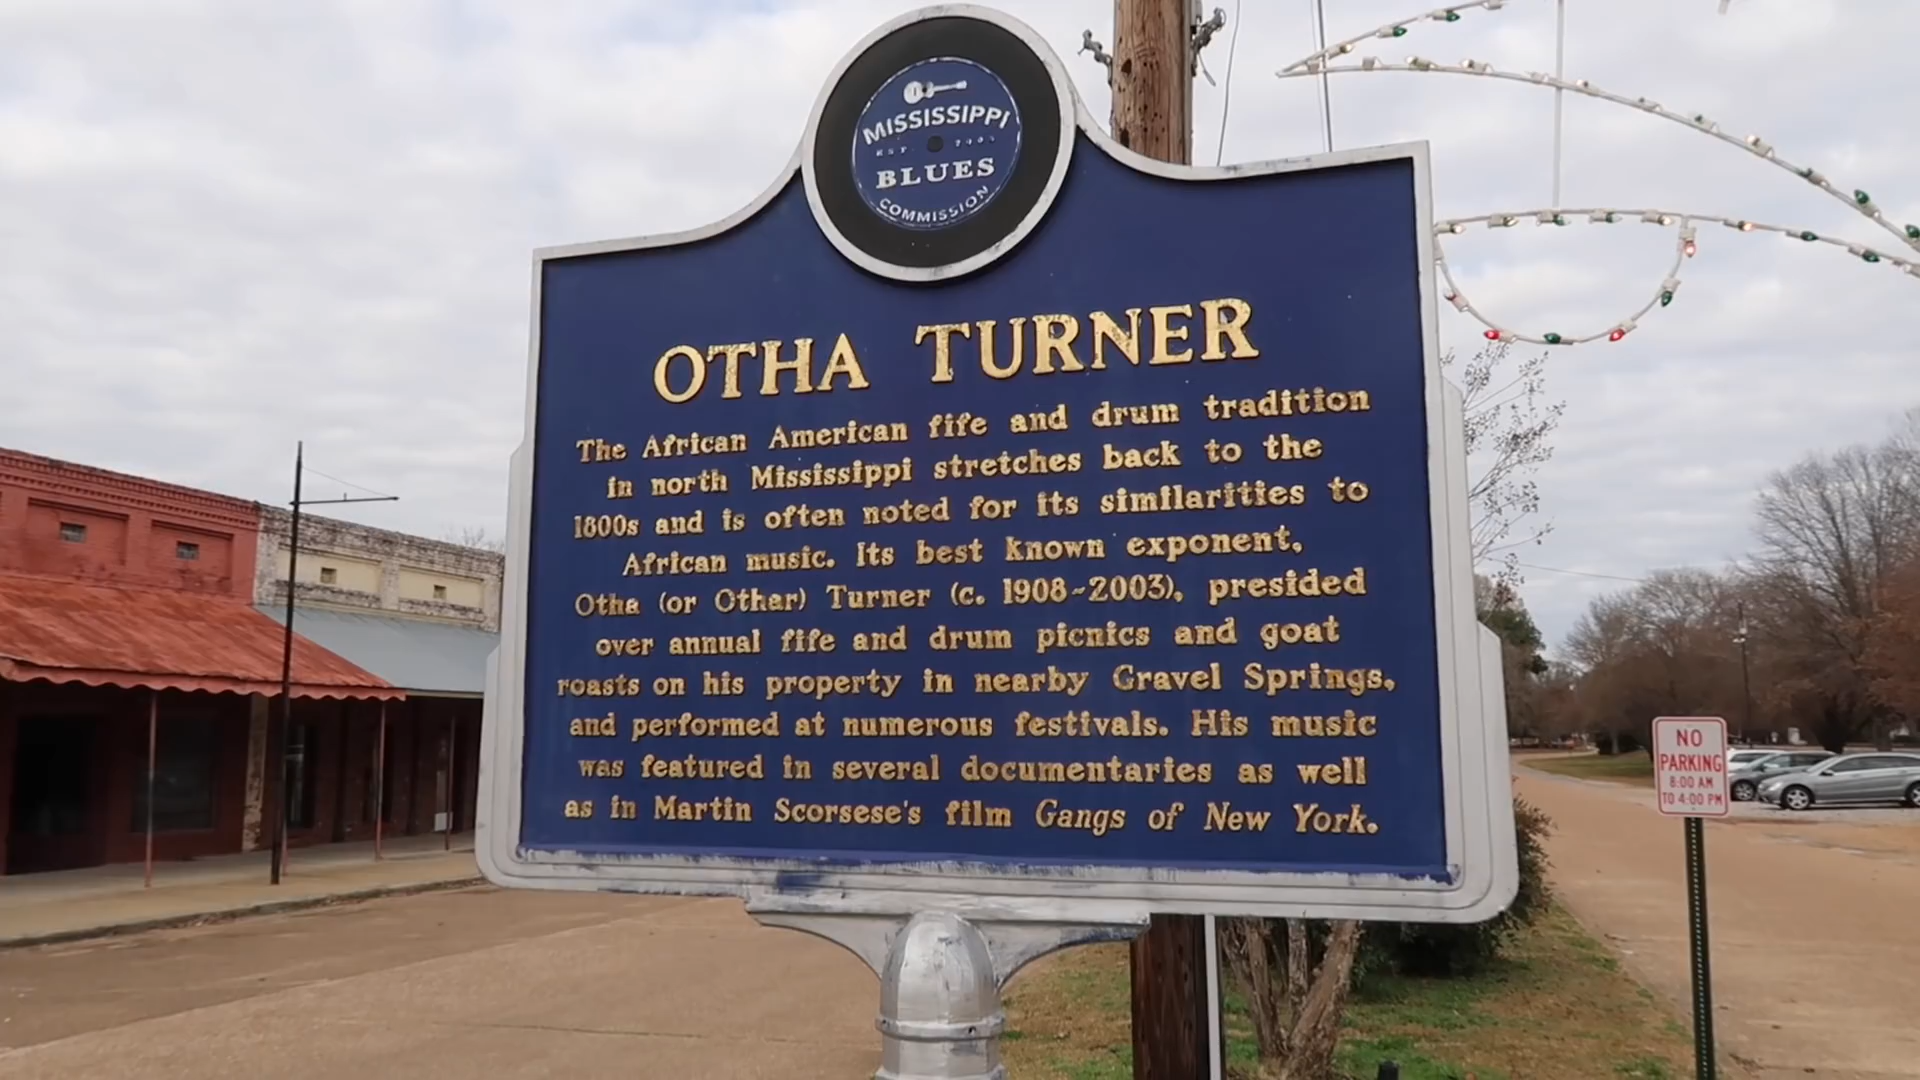 MISSISSIPPI
EST.
BLUES
COMMISSION
OTHA TURNER
The African American fife and drum tradition
in north Mississippi stretches back to the
1800s and is often noted for its similarities to
African music. Its best known exponent,
Otha (or Othar) Turner (c. 1908-2003), presided
over annual fife and drum picnics and goat
roasts on his property in nearby Gravel Springs,
and performed at numerous festivals. His music
was featured in several documentaries as well
as in Martin Scorsese's film Gangs of New York.
NO
PARKING
8:00 AM
TO 4:00 PM